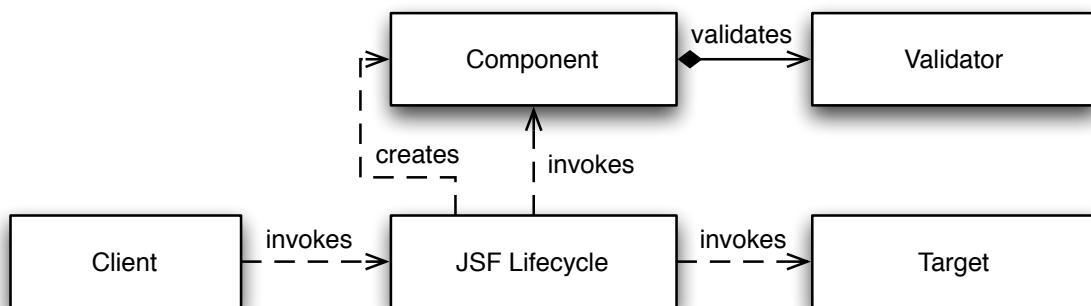 validates
Component
Validator
creates
invokes
invokes
invokes
Client
JSF Lifecycle
Target